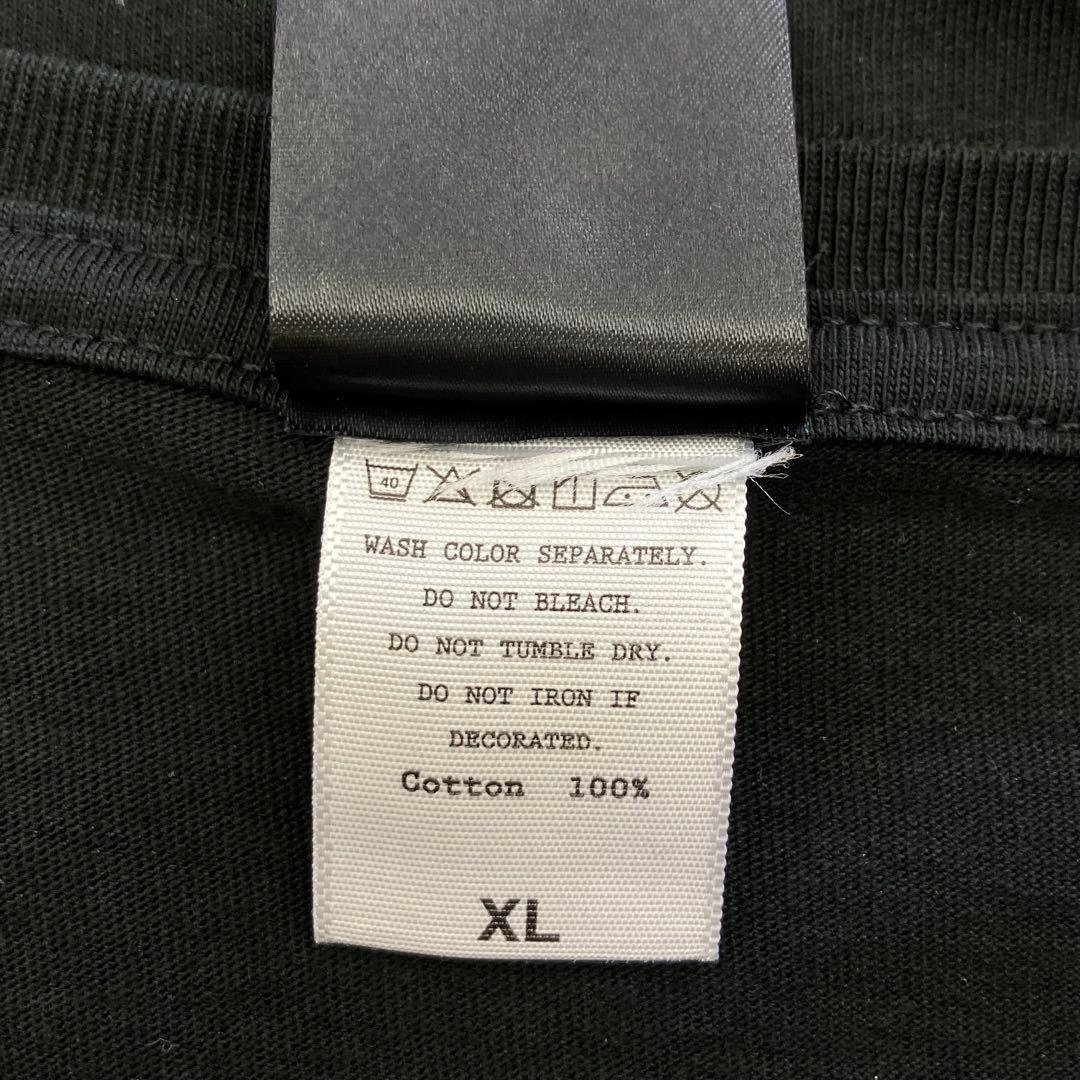 40
WASH COLOR SEPARATELY.
DO NOT BLEACH.
DO NOT TUMBLE DRY.
DO NOT IRON IF
DECORATED.
Cotton 100%
XL